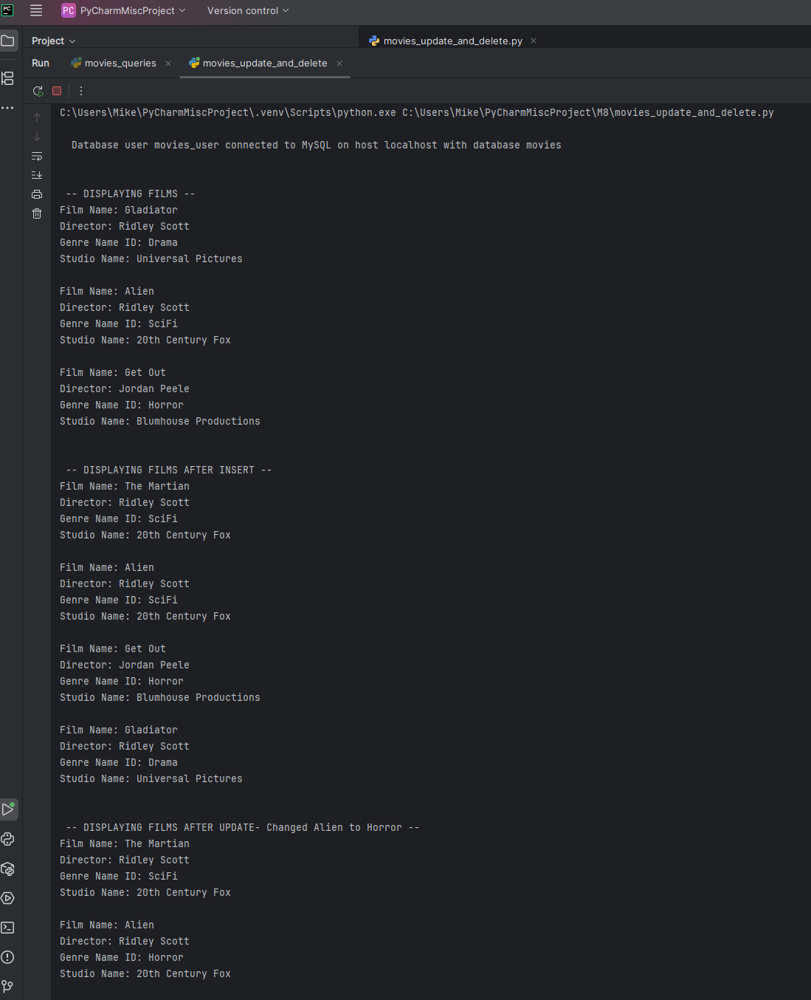 PC PC PyCharmMiscProject Version control
Project movies_update_and_delete.py
Run movies_queries movies_update_and_delete
C:\Users\Mike\PyCharmMiscProject\.venv\Scripts\python.exe C:\Users\Mike\PyCharmMiscProject\M8\movies_update_and_delete.py
Database user movies_user connected to MySQL on host localhost with database movies
-- DISPLAYING FILMS --
Film Name: Gladiator
Director: Ridley Scott
Genre Name ID: Drama
Studio Name: Universal Pictures
Film Name: Alien
Director: Ridley Scott
Genre Name ID: SciFi
Studio Name: 20th Century Fox
Film Name: Get Out
Director: Jordan Peele
Genre Name ID: Horror
Studio Name: Blumhouse Productions
-- DISPLAYING FILMS AFTER INSERT --
Film Name: The Martian
Director: Ridley Scott
Genre Name ID: SciFi
Studio Name: 20th Century Fox
Film Name: Alien
Director: Ridley Scott
Genre Name ID: SciFi
Studio Name: 20th Century Fox
Film Name: Get Out
Director: Jordan Peele
Genre Name ID: Horror
Studio Name: Blumhouse Productions
Film Name: Gladiator
Director: Ridley Scott
Genre Name ID: Drama
Studio Name: Universal Pictures
-- DISPLAYING FILMS AFTER UPDATE- Changed Alien to Horror --
Film Name: The Martian
Director: Ridley Scott
Genre Name ID: SciFi
Studio Name: 20th Century Fox
Film Name: Alien
Director: Ridley Scott
Genre Name ID: Horror
Studio Name: 20th Century Fox